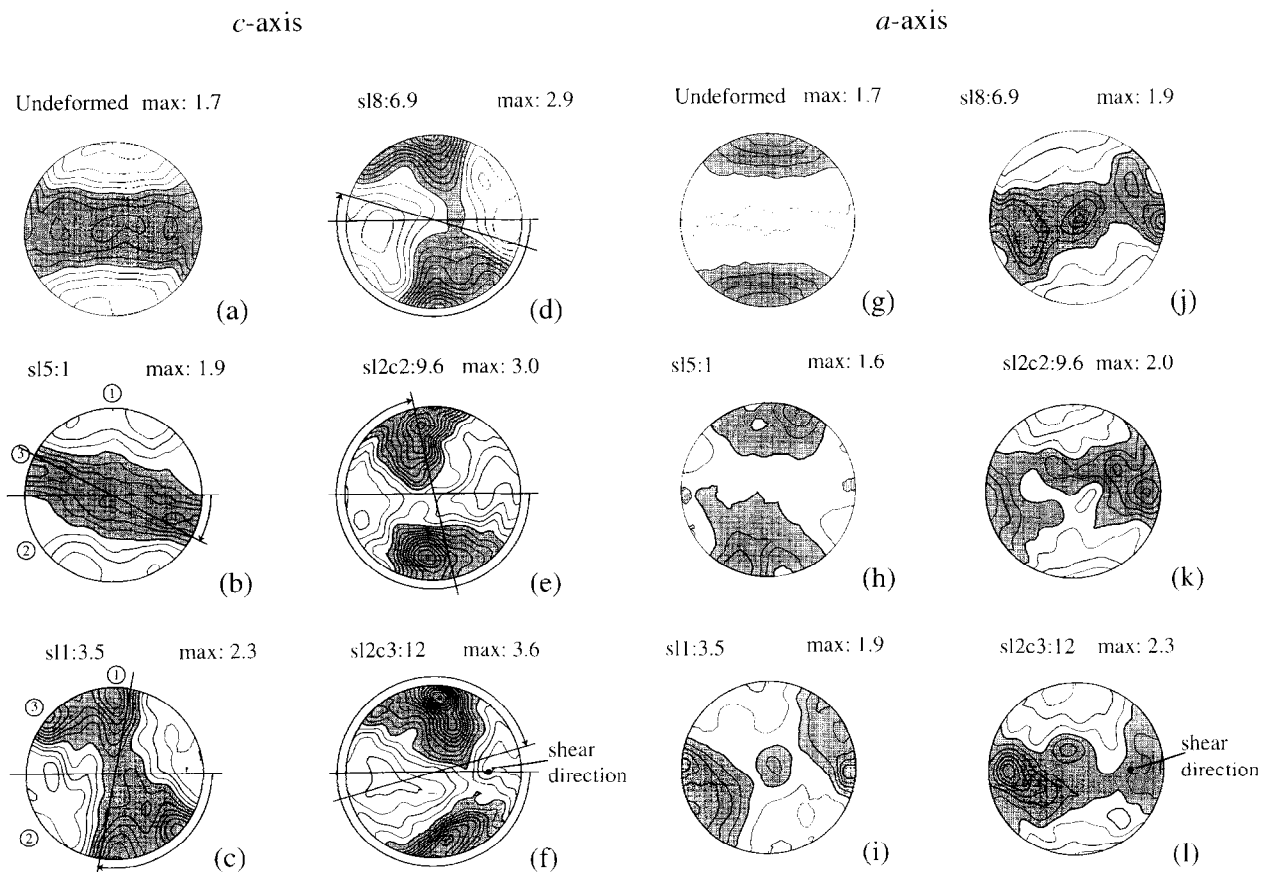 c-axis
a-axis
Undeformed max: 1.7
sl8:6.9 max: 2.9
Undeformed max: 1.7
sl8:6.9 max: 1.9
(a)
(d)
(g)
(j)
sl5:1 max: 1.9
sl2c2:9.6 max: 3.0
sl5:1 max: 1.6
sl2c2:9.6 max: 2.0
1
3
2
(b)
(e)
(h)
(k)
sl1:3.5 max: 2.3
sl2c3:12 max: 3.6
sl1:3.5 max: 1.9
sl2c3:12 max: 2.3
1
3
2
shear
direction
shear
direction
(c)
(f)
(i)
(l)